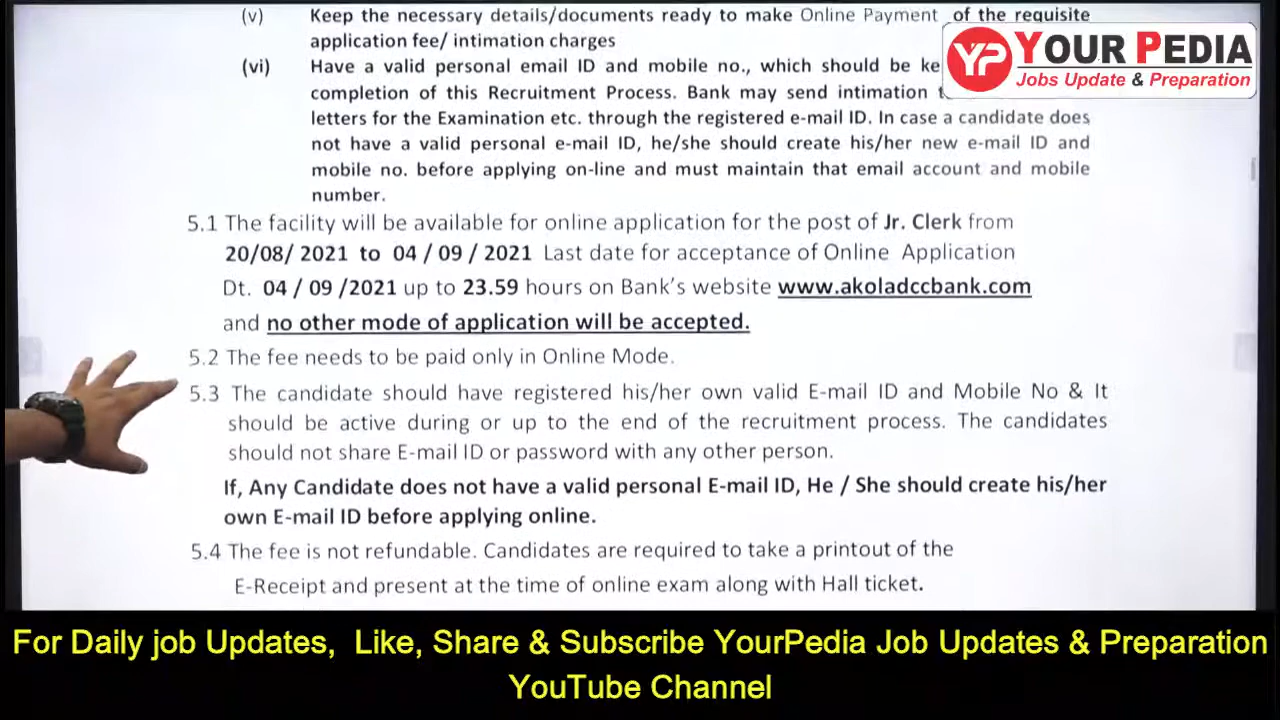 (v) Keep the necessary details/documents ready to make Online Payment of the requisite
application fee/ intimation charges
(vi) Have a valid personal email ID and mobile no., which should be
completion of this Recruitment Process. Bank may send intimation
letters for the Examination etc. through the registered e-mail ID. In case a candidate does
not have a valid personal e-mail ID, he/she should create his/her new e-mail ID and
mobile no. before applying on-line and must maintain that email account and mobile
number.
5.1 The facility will be available for online application for the post of Jr. Clerk from
20/08/ 2021 to 04 / 09 / 2021 Last date for acceptance of Online Application
Dt. 04 / 09 /2021 up to 23.59 hours on Bank's website www.akoladccbank.com
and no other mode of application will be accepted.
5.2 The fee needs to be paid only in Online Mode.
5.3 The candidate should have registered his/her own valid E-mail ID and Mobile No & It
should be active during or up to the end of the recruitment process. The candidates
should not share E-mail ID or password with any other person.
If, Any Candidate does not have a valid personal E-mail ID, He / She should create his/her
own E-mail ID before applying online.
5.4 The fee is not refundable. Candidates are required to take a printout of the
E-Receipt and present at the time of online exam along with Hall ticket.
YP YOUR PEDIA
Jobs Update & Preparation
For Daily job Updates, Like, Share & Subscribe YourPedia Job Updates & Preparation
YouTube Channel